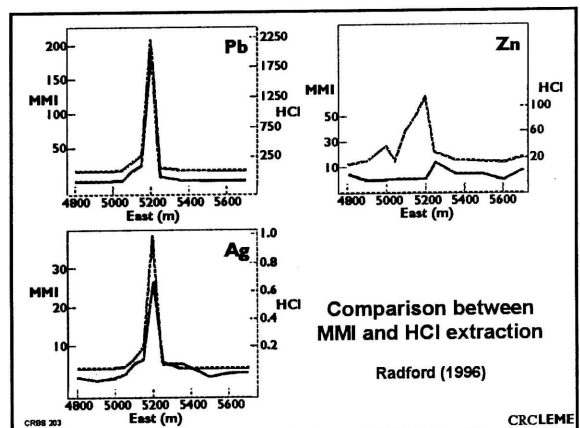 Pb
MMI
HCl
200
150
100
50
2250
1750
1250
750
250
4800 5000 5200 5400 5600
East (m)
Zn
MMI
HCl
50
30
10
100
60
20
4800 5000 5200 5400 5600
East (m)
Ag
MMI
HCl
30
20
10
1.0
0.8
0.6
0.4
0.2
4800 5000 5200 5400 5600
East (m)
Comparison between
MMI and HCl extraction
Radford (1996)
CRBS 203
CRCLEME